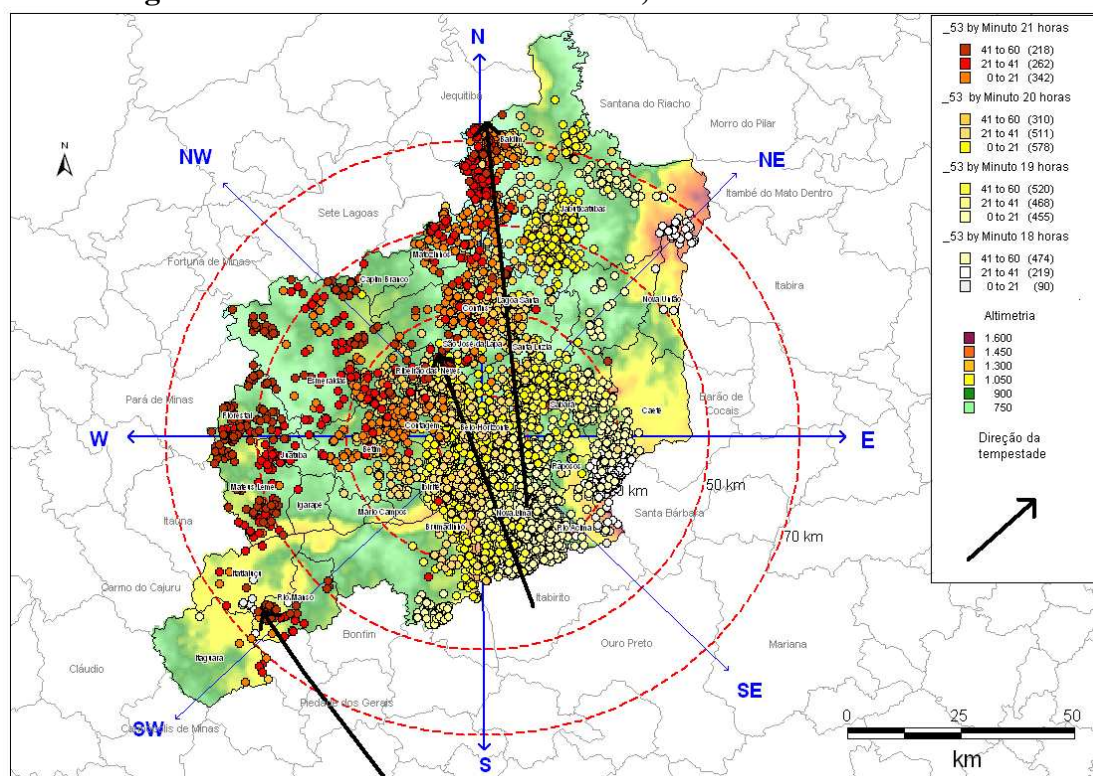 N
Jequitibá
Santana do Riacho
Morro do Pilar
NW
NE
N
Baldim
Itambé do Mato Dentro
Sete Lagoas
Jaboticatubas
Matozinhos
Fortuna de Minas
Capim Branco
Itabira
Nova União
Lagoa Santa
Confins
São José da Lapa
Santa Luzia
Ribeirão das Neves
Esmeraldas
Pará de Minas
Sabará
Caeté
Barão de
Cocais
Florestal
Contagem
Belo Horizonte
W
E
Betim
Juatuba
Raposos
Mateus Leme
Ibirité
50 km
Igarapé
Mário Campos
Nova Lima
Rio Acima
Santa Bárbara
Itaúna
Brumadinho
70 km
Itatiaiuçu
Carmo do Cajuru
Rio Manso
Itabirito
Bonfim
Ouro Preto
Mariana
Itaguara
Cláudio
SE
Piedade dos Gerais
SW
S
_53 by Minuto 21 horas
41 to 60 (218)
21 to 41 (262)
0 to 21 (342)
_53 by Minuto 20 horas
41 to 60 (310)
21 to 41 (511)
0 to 21 (578)
_53 by Minuto 19 horas
41 to 60 (520)
21 to 41 (468)
0 to 21 (455)
_53 by Minuto 18 horas
41 to 60 (474)
21 to 41 (219)
0 to 21 (90)
Altimetria
1.600
1.450
1.300
1.050
900
750
Direção da
tempestade
0 25 50
km